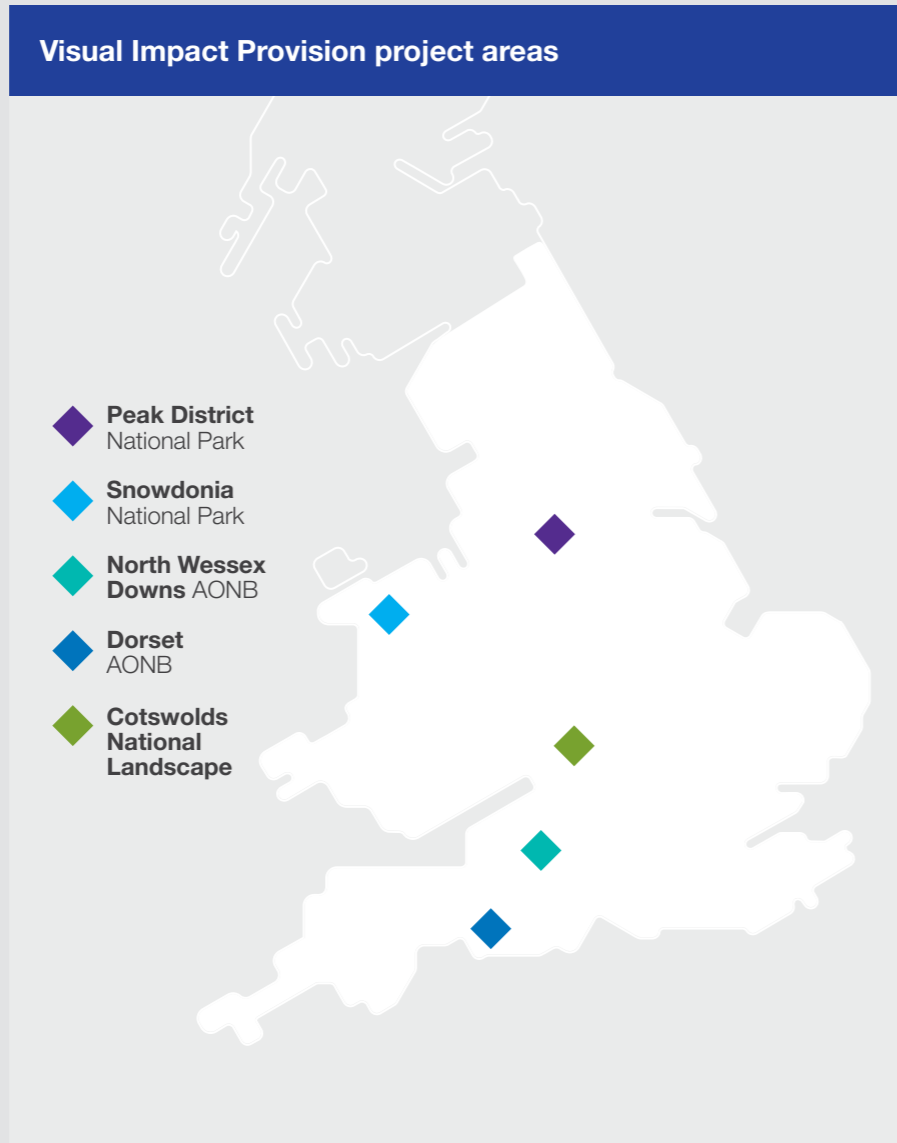 Visual Impact Provision project areas
Peak District
National Park
Snowdonia
National Park
North Wessex
Downs AONB
Dorset
AONB
Cotswolds
National
Landscape